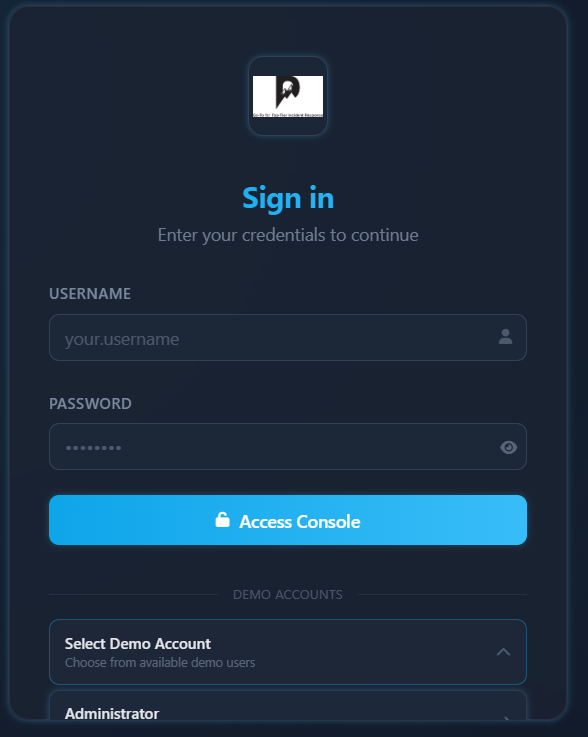 Sign in
Enter your credentials to continue
USERNAME
your.username
PASSWORD
Access Console
DEMO ACCOUNTS
Select Demo Account
Choose from available demo users
Administrator